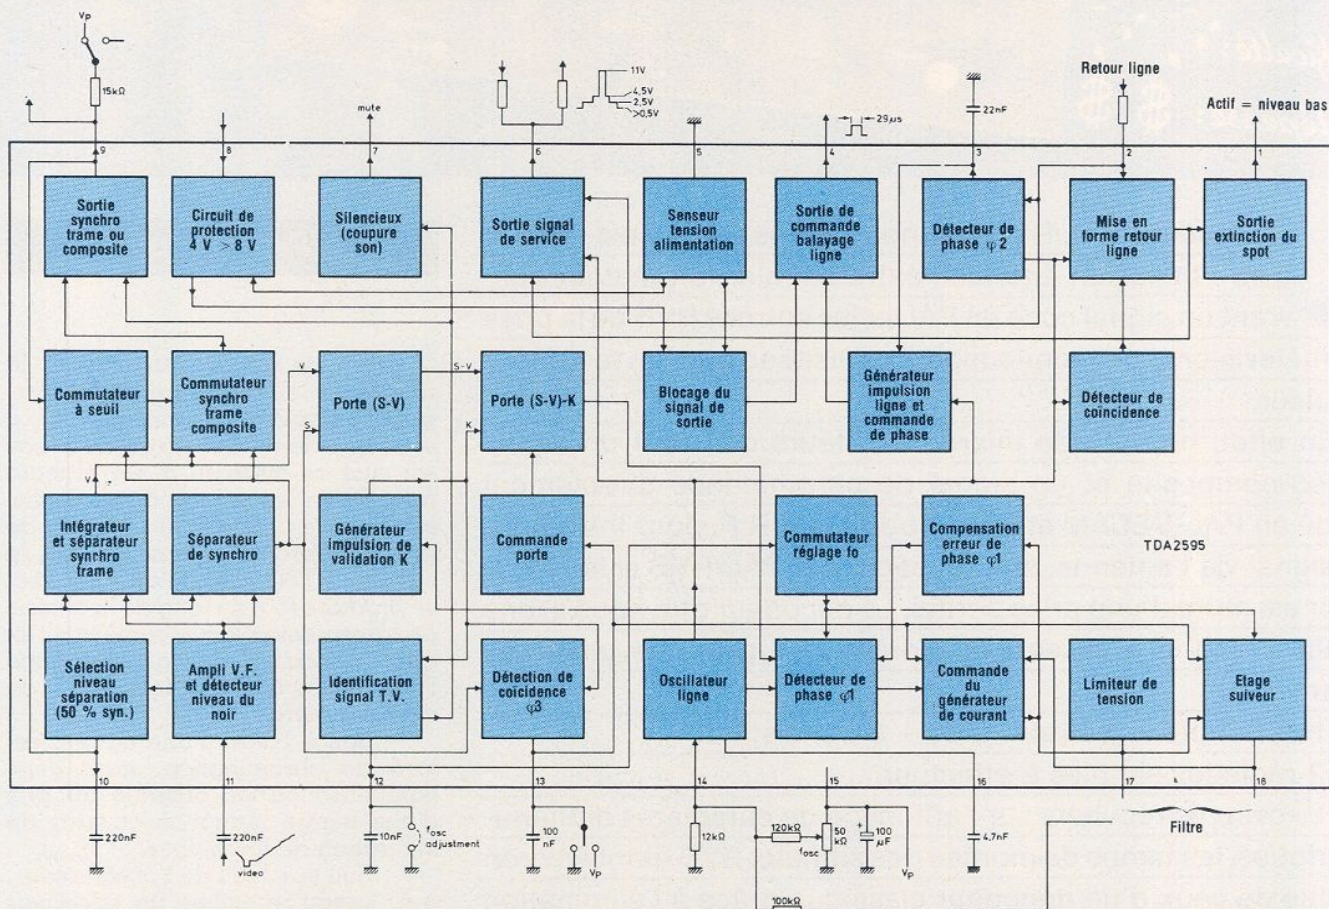 Vp
15kΩ
mute
11V
4,5V
2,5V
>0,5V
29µs
22nF
Retour ligne
Actif = niveau bas
9
8
7
6
5
4
3
2
1
Sortie
synchro
trame ou
composite
Circuit de
protection
4 V > 8 V
Silencieux
(coupure
son)
Sortie signal
de service
Senseur
tension
alimentation
Sortie de
commande
balayage
ligne
Détecteur de
phase φ2
Mise en
forme retour
ligne
Sortie
extinction du
spot
Commutateur
à seuil
Commutateur
synchro
trame
composite
V
S
Porte (S-V)
S-V
K
Porte (S-V)-K
Blocage du
signal de
sortie
Générateur
impulsion
ligne et
commande
de phase
Détecteur de
coïncidence
V
Intégrateur
et séparateur
synchro
trame
Séparateur
de synchro
Générateur
impulsion de
validation K
Commande
porte
Commutateur
réglage fo
Compensation
erreur de
phase φ1
TDA2595
Sélection
niveau
séparation
(50 % syn.)
Ampli V.F.
et détecteur
niveau du
noir
Identification
signal T.V.
Détection de
coïcidence
φ3
Oscillateur
ligne
Détecteur de
phase φ1
Commande
du
générateur
de courant
Limiteur de
tension
Etage
suiveur
10
11
12
13
14
15
16
17
18
220nF
220nF
video
10nF
fosc
adjustment
100
nF
Vp
12kΩ
120kΩ
fosc
50
kΩ
+
100
µF
Vp
4,7nF
Filtre
100kΩ